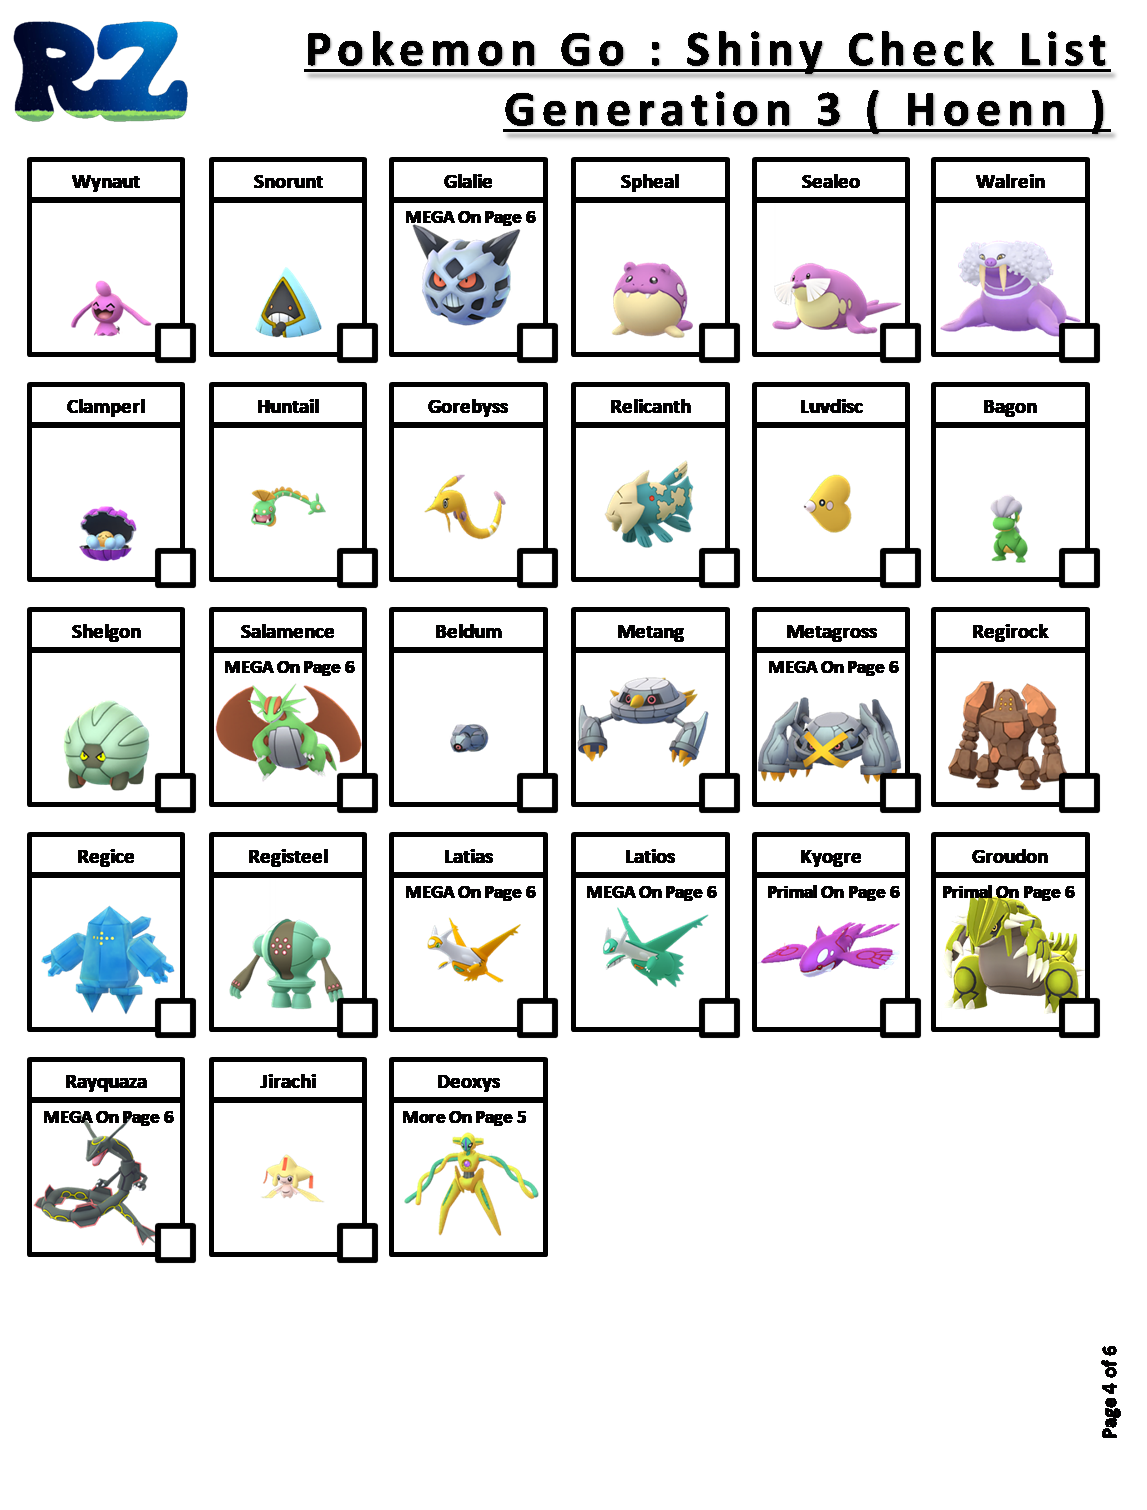 RZ
Pokemon Go : Shiny Check List
Generation 3 ( Hoenn )
Wynaut
Snorunt
Glalie
MEGA On Page 6
Spheal
Sealeo
Walrein
Clamperl
Huntail
Gorebyss
Relicanth
Luvdisc
Bagon
Shelgon
Salamence
MEGA On Page 6
Beldum
Metang
Metagross
MEGA On Page 6
Regirock
Regice
Registeel
Latias
MEGA On Page 6
Latios
MEGA On Page 6
Kyogre
Primal On Page 6
Groudon
Primal On Page 6
Rayquaza
MEGA On Page 6
Jirachi
Deoxys
More On Page 5
Page 4 of 6